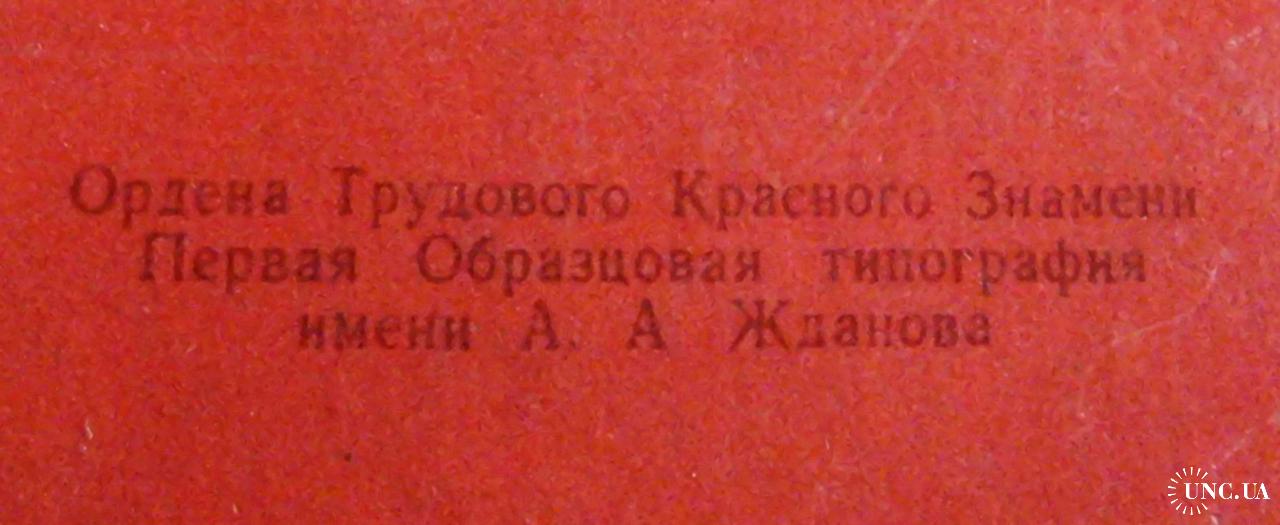 Ордена Трудового Красного Знамени
Первая Образцовая типография
имени А. А Жданова
UNC.UA